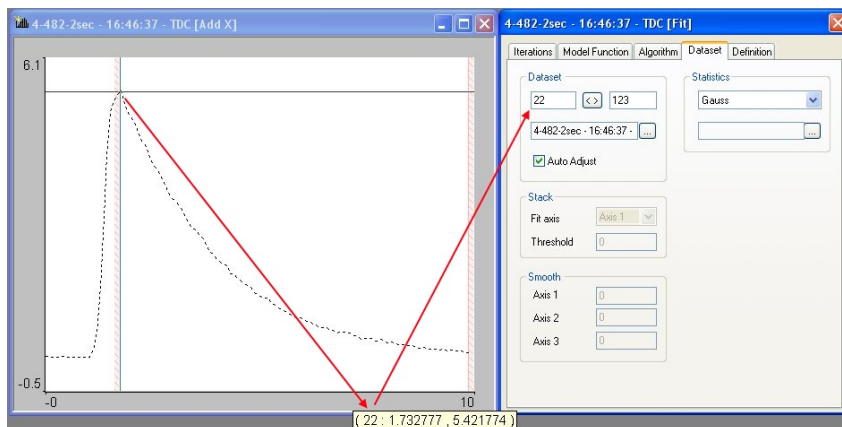 4-482-2sec - 16:46:37 - TDC [Add X]
6.1
-0.5
-0
10
( 22 : 1.732777 , 5.421774 )
4-482-2sec - 16:46:37 - TDC [Fit]
Iterations Model Function Algorithm Dataset Definition
Dataset
22 <> 123
4-482-2sec - 16:46:37 - ...
Auto Adjust
Statistics
Gauss
...
Stack
Fit axis Axis 1
Threshold 0
Smooth
Axis 1 0
Axis 2 0
Axis 3 0